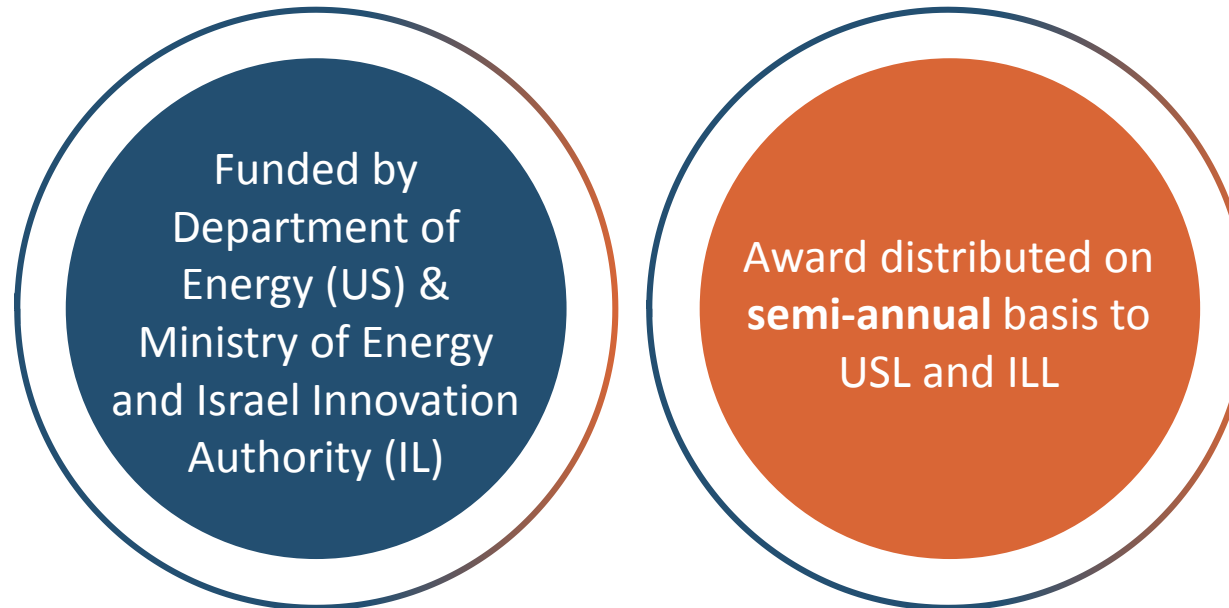 Funded by
Department of
Energy (US) &
Ministry of Energy
and Israel Innovation
Authority (IL)
Award distributed on
semi-annual basis to
USL and ILL